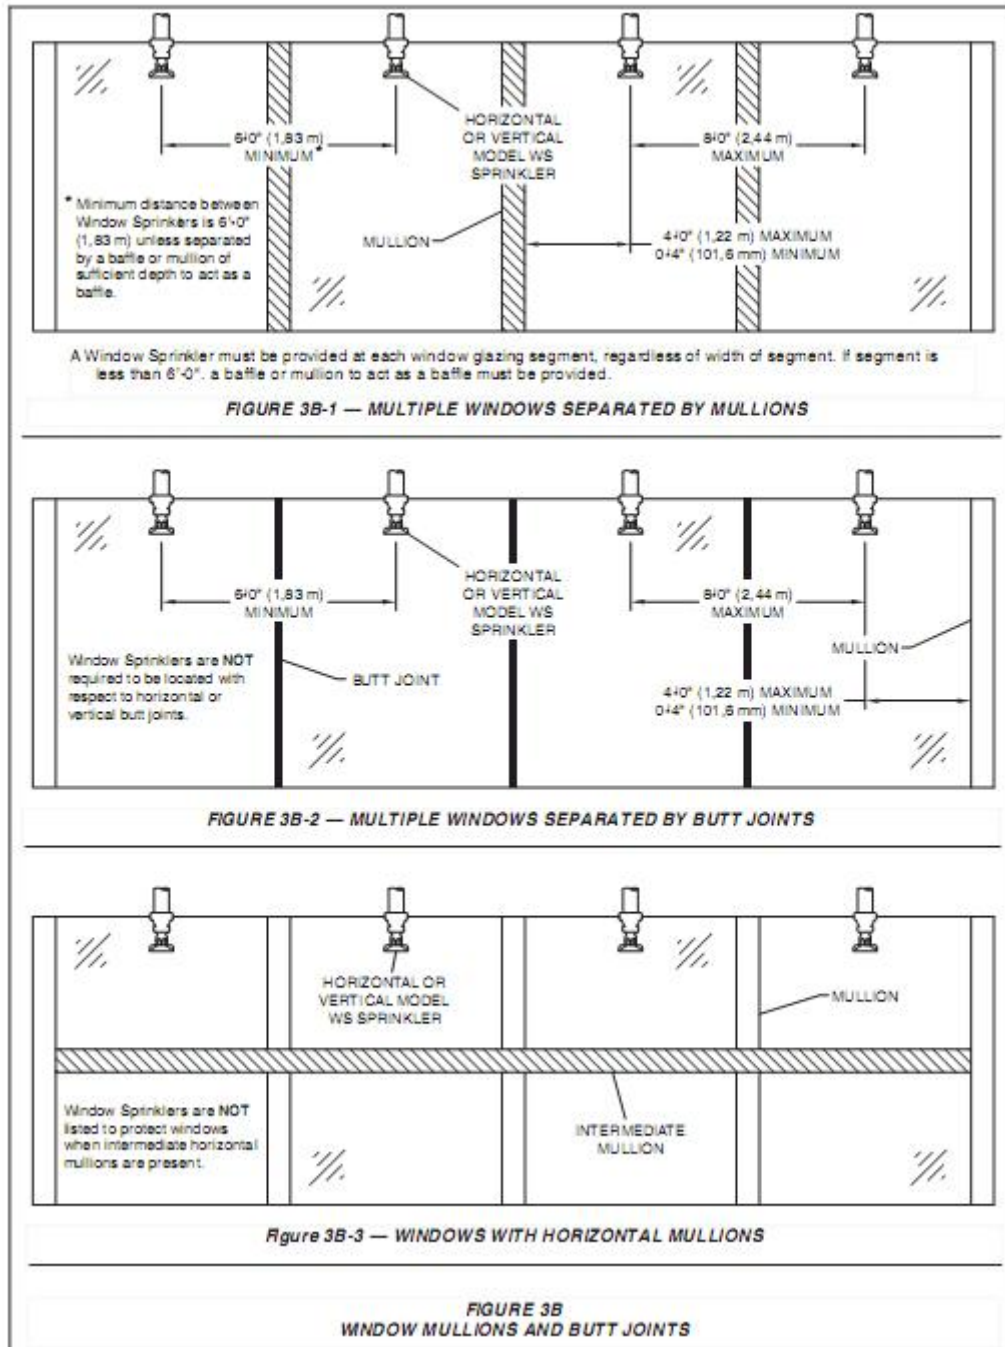 6'-0" (1,83 m)
MINIMUM*
HORIZONTAL
OR VERTICAL
MODEL WS
SPRINKLER
8'-0" (2,44 m)
MAXIMUM
* Minimum distance between
Window Sprinklers is 6'-0"
(1,83 m) unless separated
by a baffle or mullion of
sufficient depth to act as a
baffle.
MULLION
4'-0" (1,22 m) MAXIMUM
0'-4" (101,6 mm) MINIMUM
A Window Sprinkler must be provided at each window glazing segment, regardless of width of segment. If segment is
less than 6'-0". a baffle or mullion to act as a baffle must be provided.
FIGURE 3B-1 — MULTIPLE WINDOWS SEPARATED BY MULLIONS
6'-0" (1,83 m)
MINIMUM
HORIZONTAL
OR VERTICAL
MODEL WS
SPRINKLER
8'-0" (2,44 m)
MAXIMUM
Window Sprinklers are NOT
required to be located with
respect to horizontal or
vertical butt joints.
BUTT JOINT
MULLION
4'-0" (1,22 m) MAXIMUM
0'-4" (101,6 mm) MINIMUM
FIGURE 3B-2 — MULTIPLE WINDOWS SEPARATED BY BUTT JOINTS
HORIZONTAL OR
VERTICAL MODEL
WS SPRINKLER
MULLION
Window Sprinklers are NOT
listed to protect windows
when intermediate horizontal
mullions are present.
INTERMEDIATE
MULLION
Figure 3B-3 — WINDOWS WITH HORIZONTAL MULLIONS
FIGURE 3B
WINDOW MULLIONS AND BUTT JOINTS